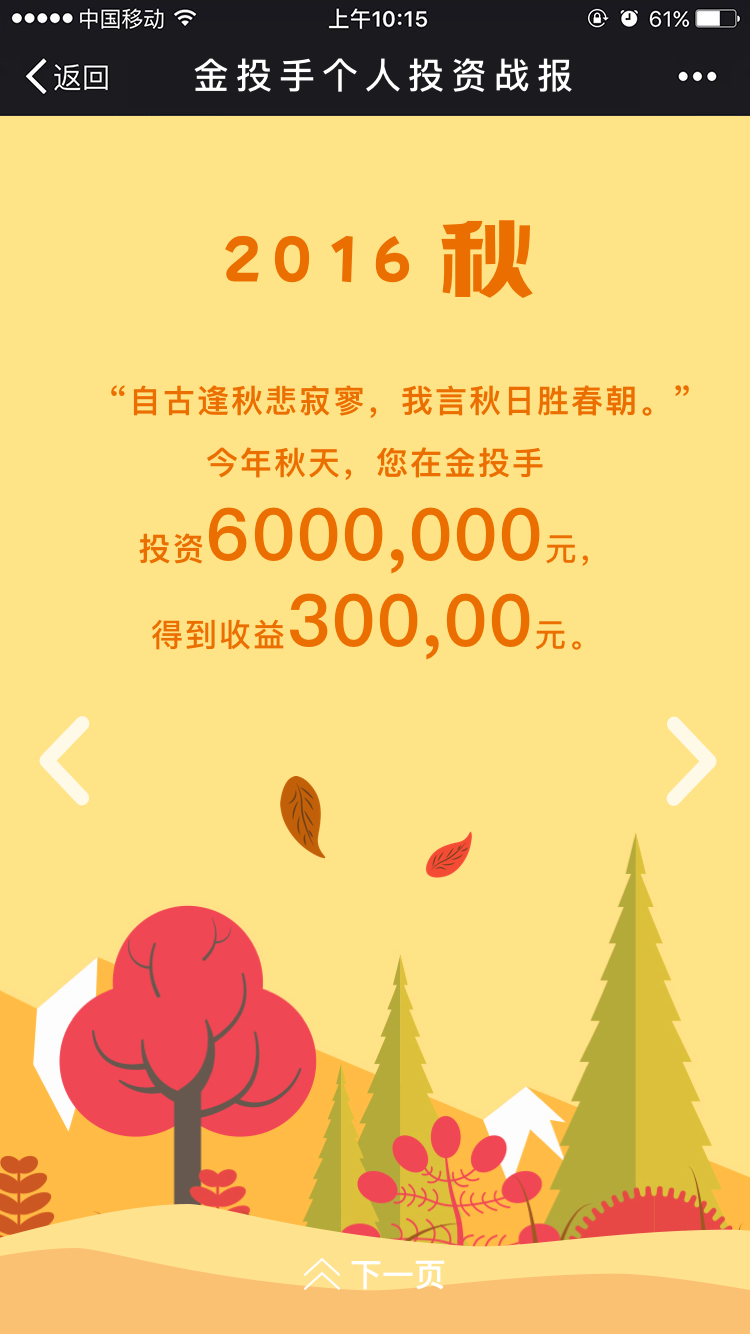 中国移动 上午10:15 61%
返回 金投手个人投资战报
2016 秋
“自古逢秋悲寂寥，我言秋日胜春朝。”
今年秋天，您在金投手
投资6000,000元，
得到收益300,00元。
下一页